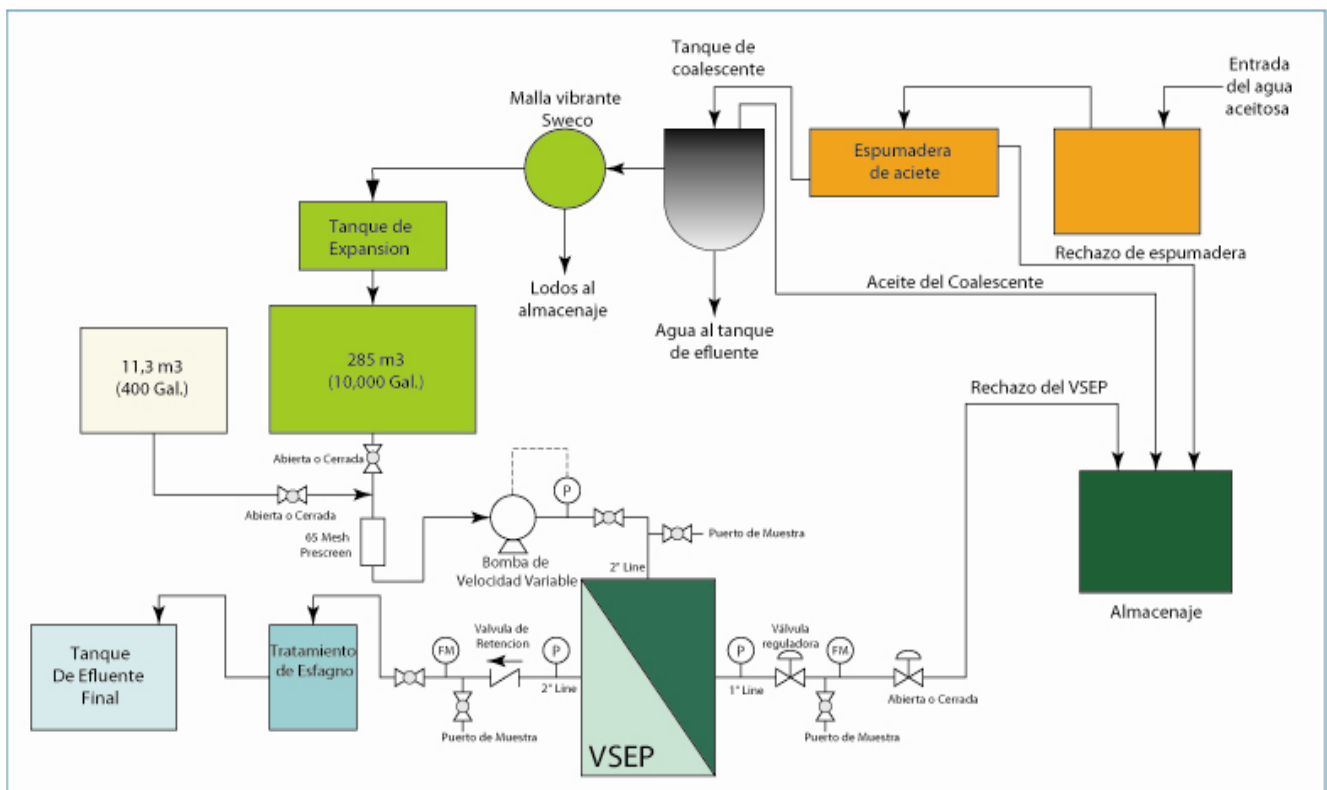 Tanque de
coalescente
Entrada
del agua
aceitosa
Malla vibrante
Sweco
Espumadera
de aciete
Tanque de
Expansion
Rechazo de espumadera
Lodos al
almacenaje
Aceite del Coalescente
Agua al tanque
de efluente
11,3 m3
(400 Gal.)
285 m3
(10,000 Gal.)
Rechazo del VSEP
Abierta o Cerrada
P
Abierta o Cerrada
65 Mesh
Prescreen
Puerto de Muestra
Bomba de
Velocidad Variable
2" Line
Almacenaje
Tanque
De Efluente
Final
Tratamiento
de Esfagno
FM
Valvula de
Retencion
P
2" Line
P
1" Line
Válvula
reguladora
FM
Abierta o Cerrada
Puerto de Muestra
Puerto de Muestra
VSEP